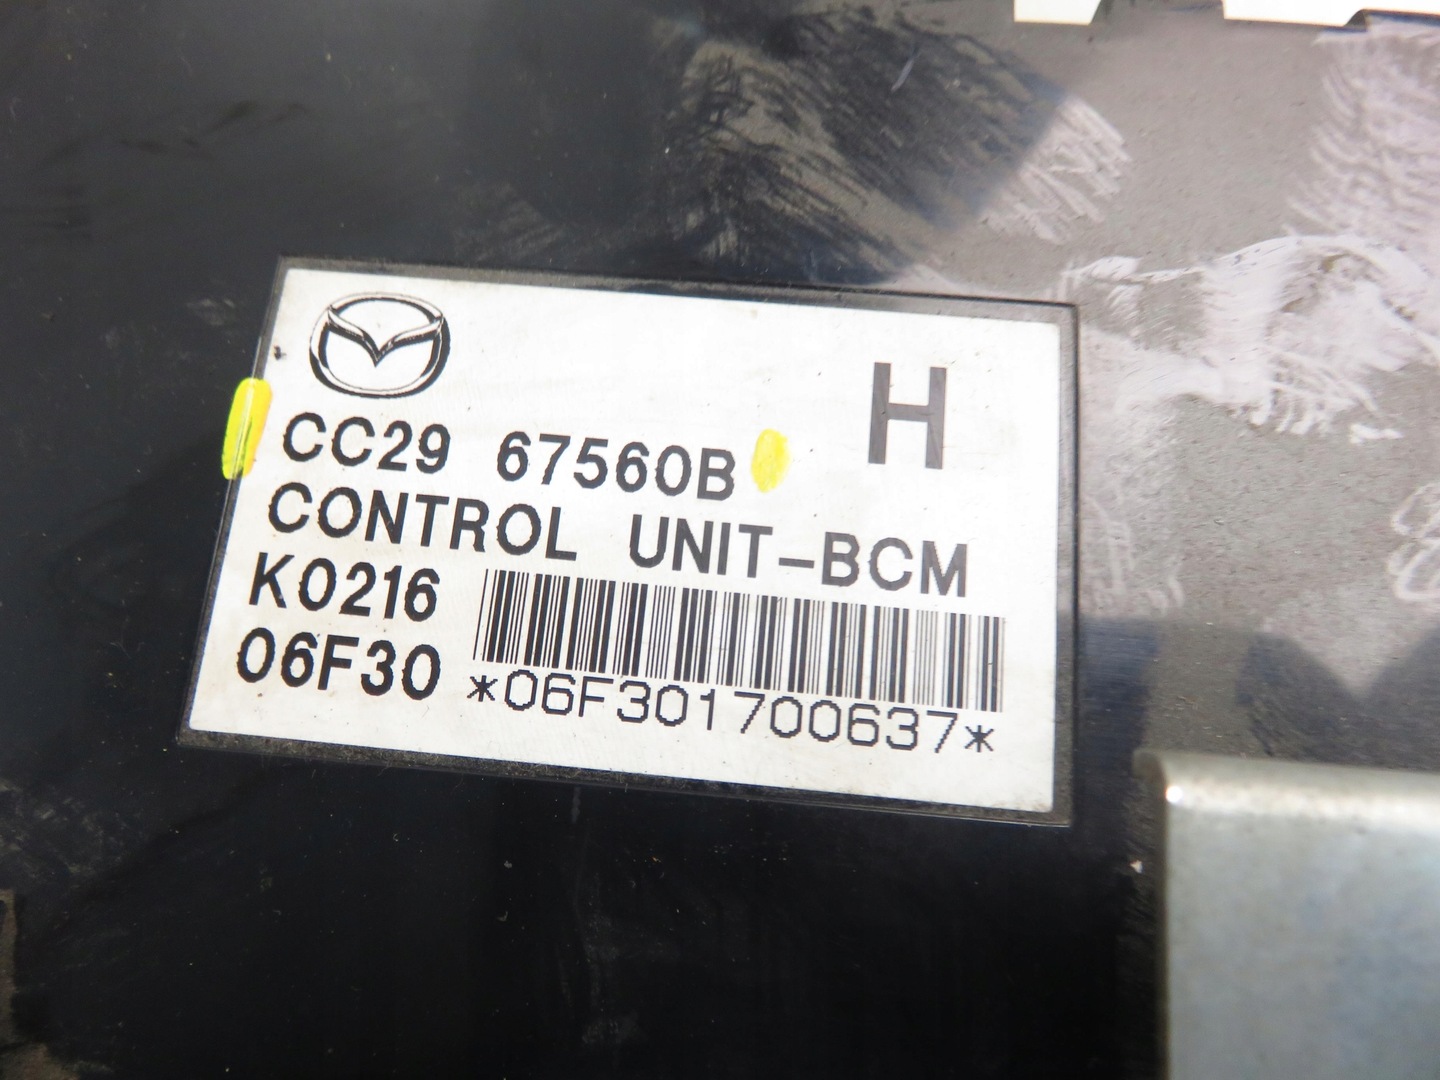 H
CC29 67560B
CONTROL UNIT-BCM
K0216
06F30
*06F301700637*